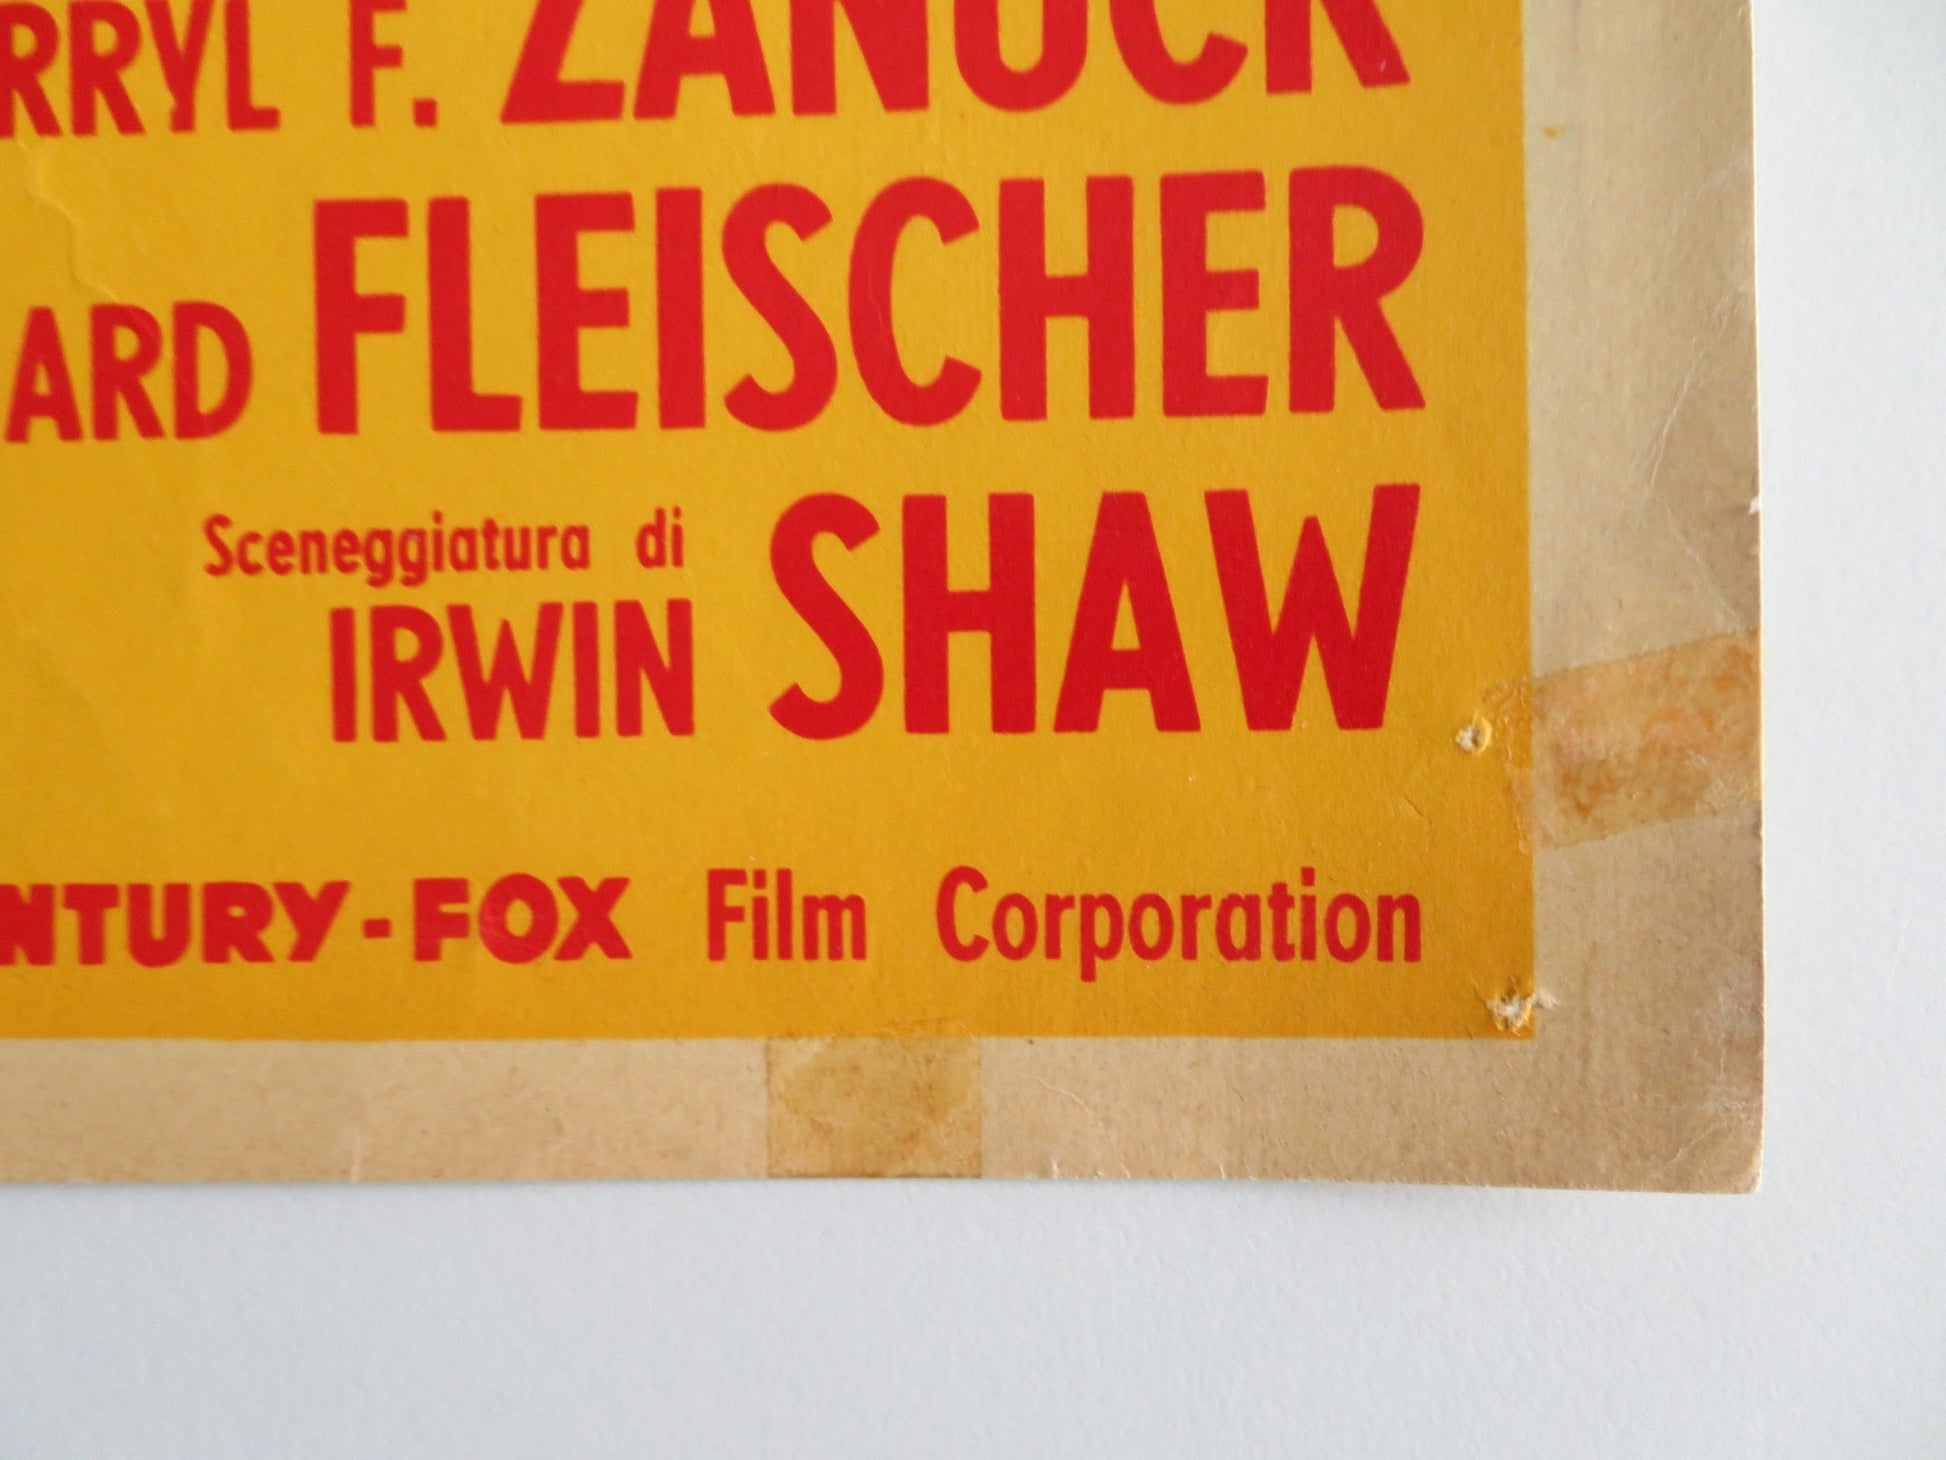 RRYL F. ZANUCK
ARD FLEISCHER
Sceneggiatura di
IRWIN SHAW
NTURY-FOX Film Corporation